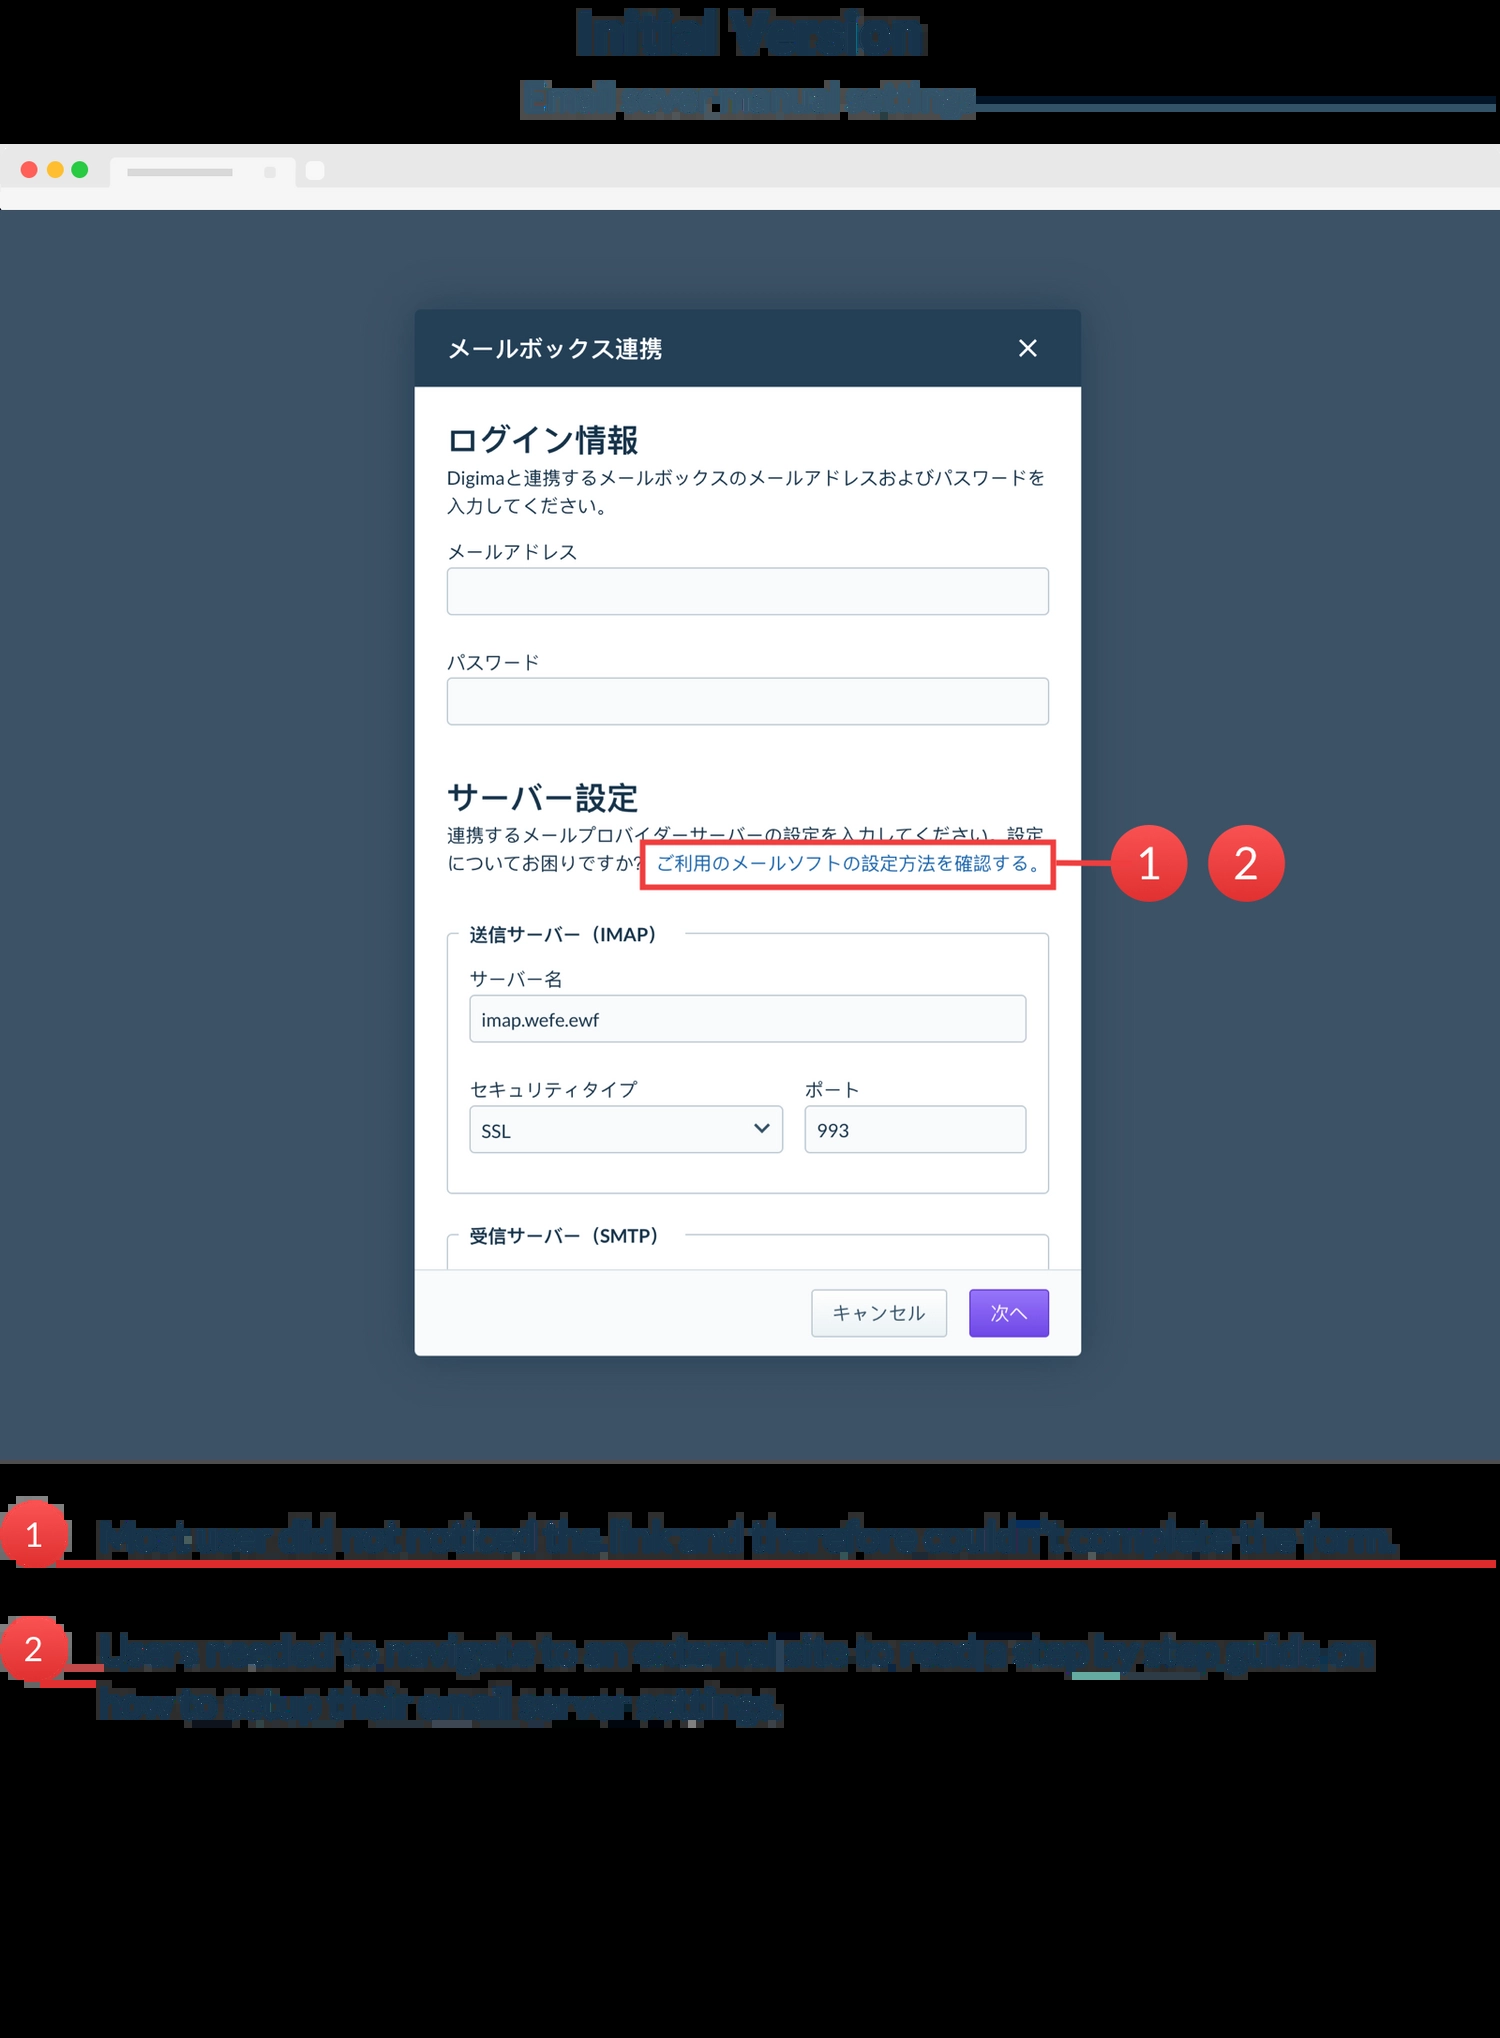 Initial Version
Email sever manual settings
メールボックス連携
ログイン情報
Digimaと連携するメールボックスのメールアドレスおよびパスワードを
入力してください。
メールアドレス
パスワード
サーバー設定
連携するメールプロバイダーサーバーの設定を入力してください。設定
についてお困りですか? ご利用のメールソフトの設定方法を確認する。
1 2
送信サーバー（IMAP）
サーバー名
imap.wefe.ewf
セキュリティタイプ ポート
SSL 993
受信サーバー（SMTP）
キャンセル 次へ
1 Most user did not noticed the link and therefore couldn't complete the form.
2 Users needed to navigate to an external site to read a step by step guide on
how to setup their email server settings.